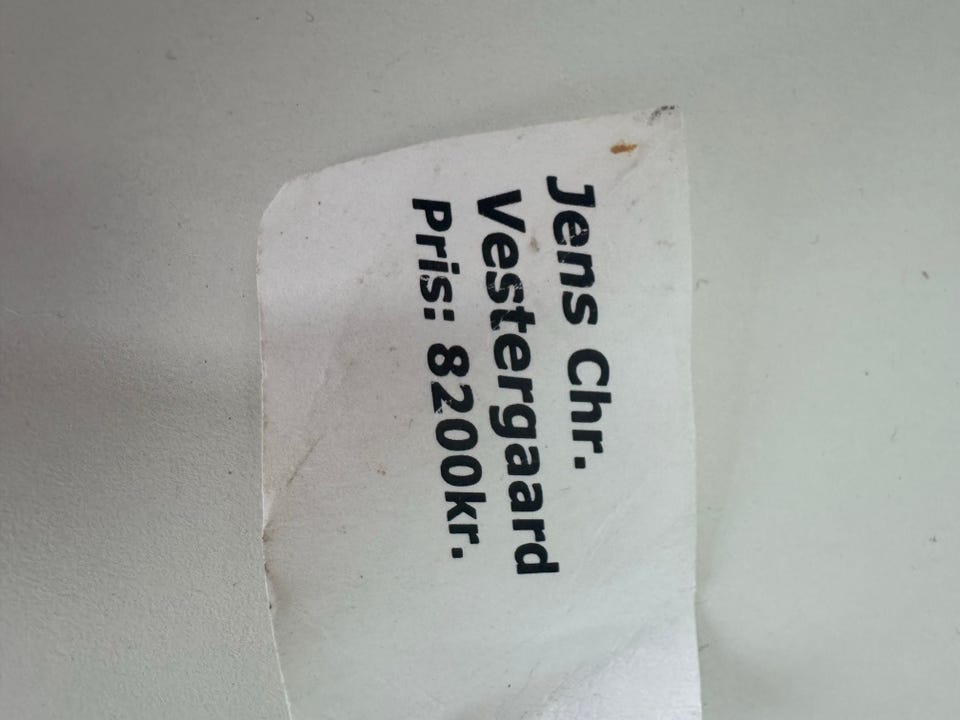 Jens Chr.
Vestergaard
Pris: 8200kr.